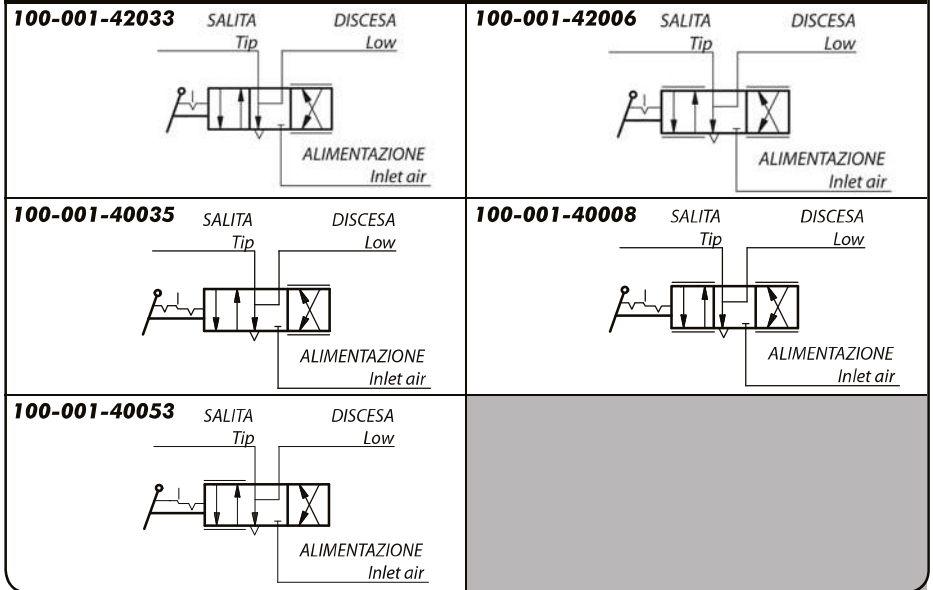 100-001-42033
SALITA
DISCESA
Tip
Low
ALIMENTAZIONE
Inlet air
100-001-42006
SALITA
DISCESA
Tip
Low
ALIMENTAZIONE
Inlet air
100-001-40035
SALITA
DISCESA
Tip
Low
ALIMENTAZIONE
Inlet air
100-001-40008
SALITA
DISCESA
Tip
Low
ALIMENTAZIONE
Inlet air
100-001-40053
SALITA
DISCESA
Tip
Low
ALIMENTAZIONE
Inlet air